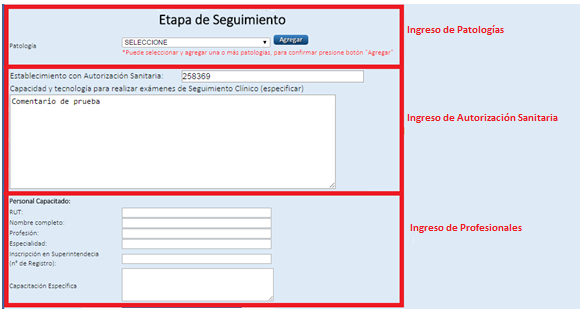 Etapa de Seguimiento
Ingreso de Patologías
Patología
SELECCIONE
Agregar
*Puede seleccionar y agregar una o más patologías, para confirmar presione botón "Agregar"
Establecimiento con Autorización Sanitaria: 258369
Capacidad y tecnología para realizar exámenes de Seguimiento Clínico (especificar)
Comentario de prueba
Ingreso de Autorización Sanitaria
Personal Capacitado:
RUT:
Nombre completo:
Profesión:
Ingreso de Profesionales
Especialidad:
Inscripción en Superintendecia
(n° de Registro):
Capacitación Específica